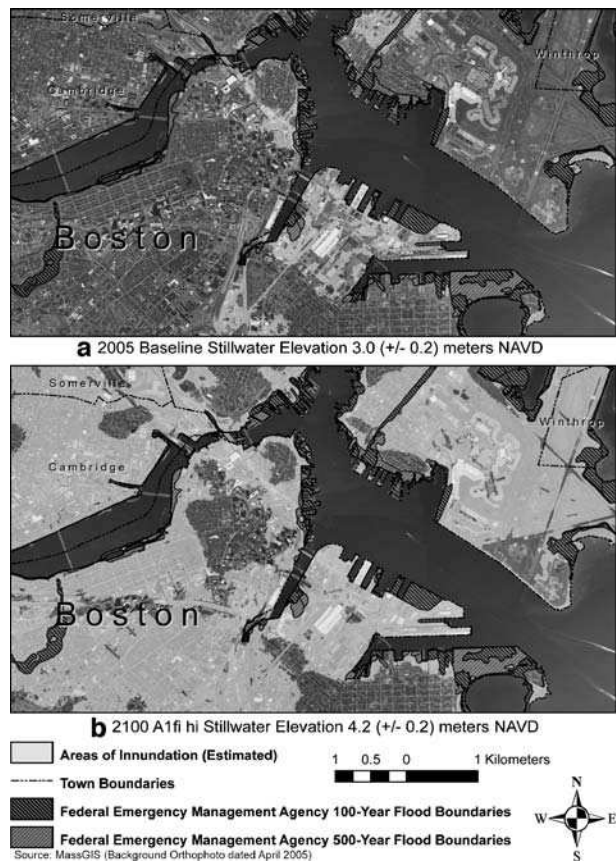 Somerville
Winthrop
Cambridge
Boston
a 2005 Baseline Stillwater Elevation 3.0 (+/- 0.2) meters NAVD
Somerville
Winthrop
Cambridge
Boston
b 2100 A1fi hi Stillwater Elevation 4.2 (+/- 0.2) meters NAVD
Areas of Innundation (Estimated)
1 0.5 0 1 Kilometers
Town Boundaries
Federal Emergency Management Agency 100-Year Flood Boundaries
N
W E
S
Federal Emergency Management Agency 500-Year Flood Boundaries
Source: MassGIS (Background Orthophoto dated April 2005)